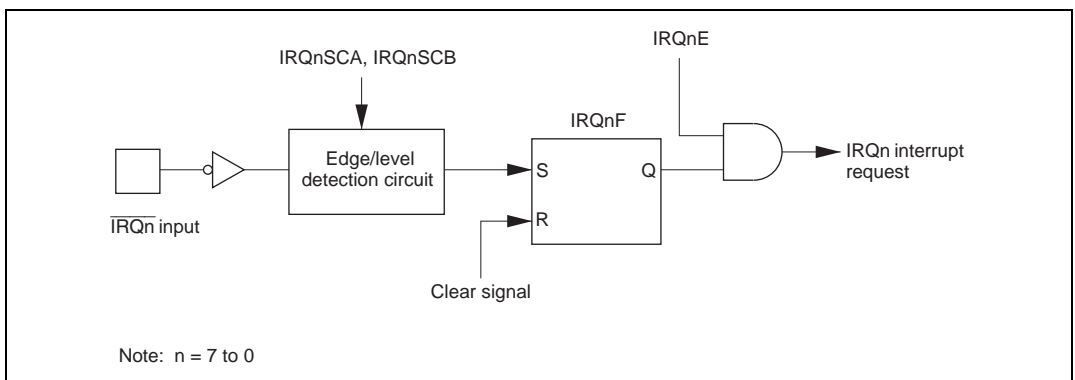 IRQnE
IRQnSCA, IRQnSCB
IRQnF
Edge/level
detection circuit
S
Q
IRQn interrupt
request
IRQn input
R
Clear signal
Note: n = 7 to 0